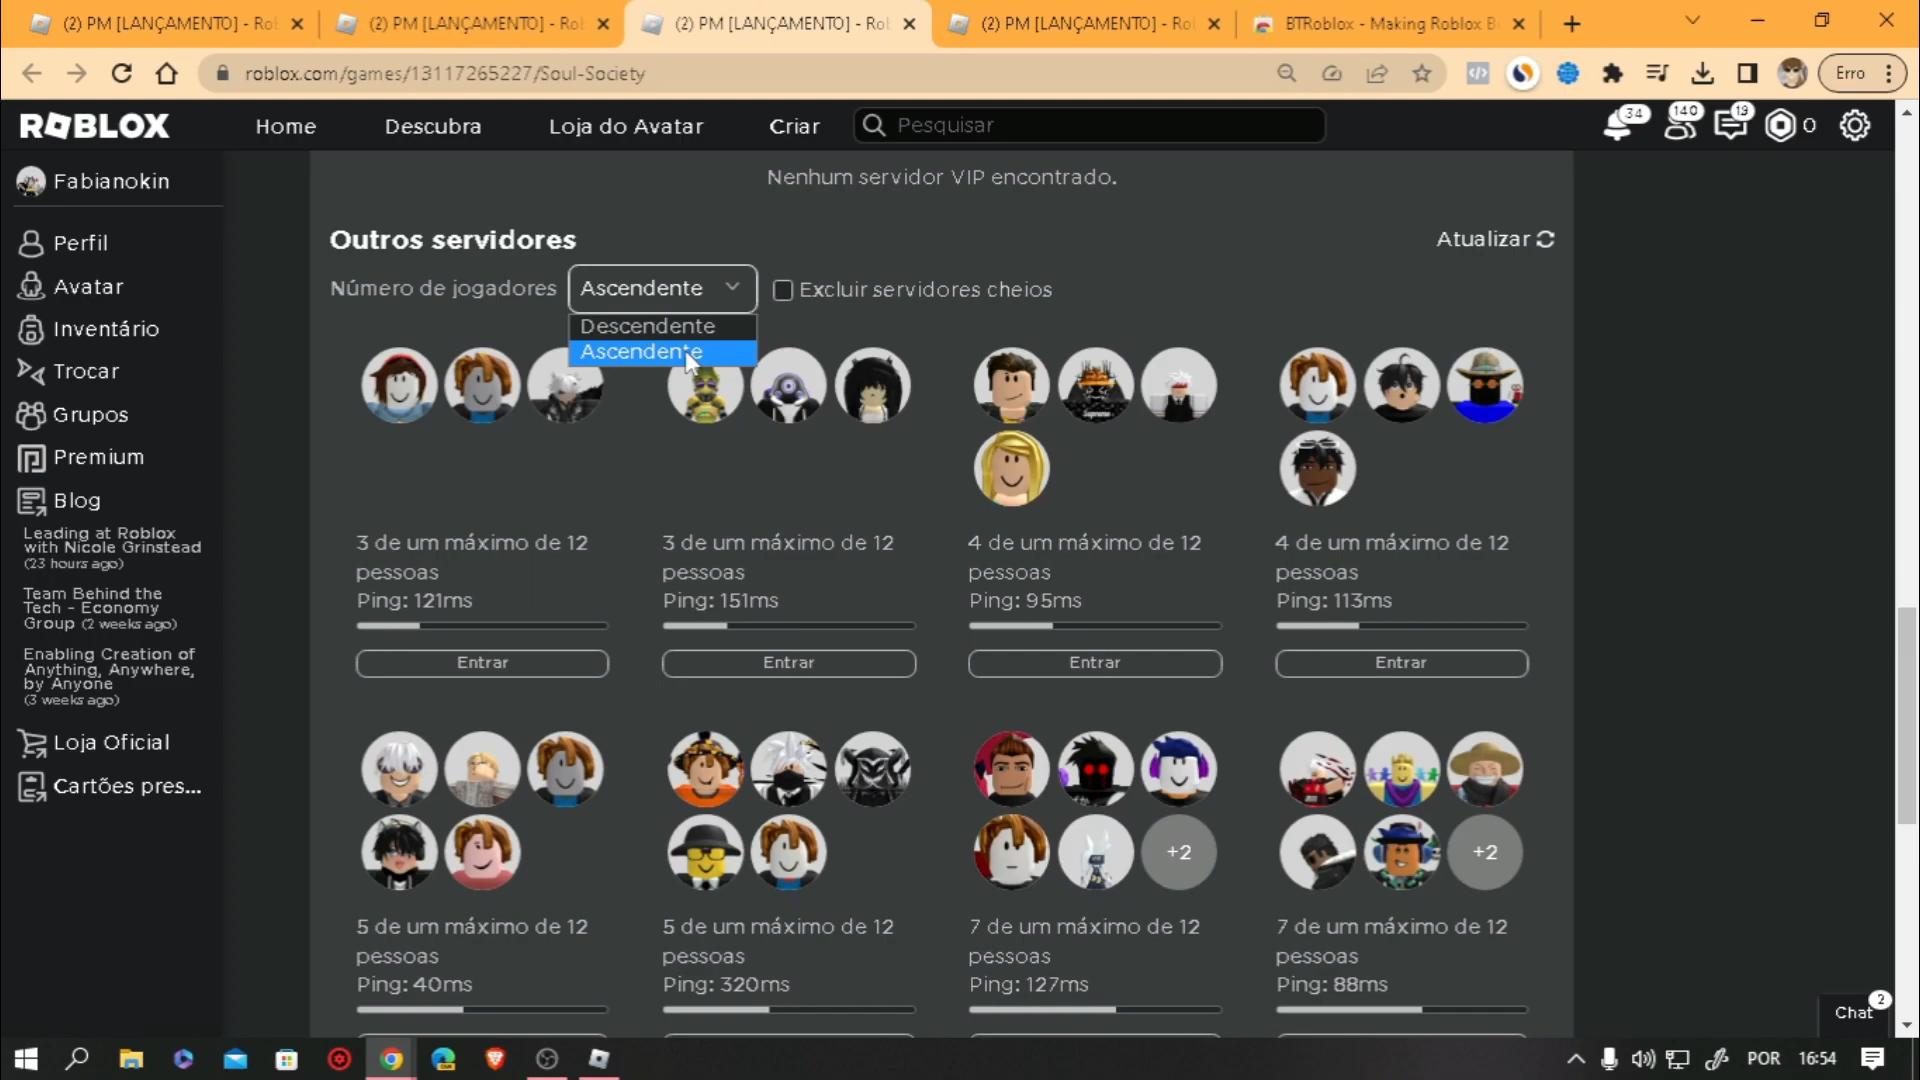 (2) PM [LANÇAMENTO] - Rob
(2) PM [LANÇAMENTO] - Rob
(2) PM [LANÇAMENTO] - Rob
(2) PM [LANÇAMENTO] - Rob
BTRoblox - Making Roblox Be
roblox.com/games/13117265227/Soul-Society
Erro
ROBLOX
Home
Descubra
Loja do Avatar
Criar
Pesquisar
34
140
19
0
Fabianokin
Perfil
Avatar
Inventário
Trocar
Grupos
Premium
Blog
Leading at Roblox
with Nicole Grinstead
(23 hours ago)
Team Behind the
Tech - Economy
Group (2 weeks ago)
Enabling Creation of
Anything, Anywhere,
by Anyone
(3 weeks ago)
Loja Oficial
Cartões pres...
Nenhum servidor VIP encontrado.
Outros servidores
Atualizar
Número de jogadores
Ascendente
Excluir servidores cheios
Descendente
Ascendente
3 de um máximo de 12
pessoas
Ping: 121ms
Entrar
3 de um máximo de 12
pessoas
Ping: 151ms
Entrar
4 de um máximo de 12
pessoas
Ping: 95ms
Entrar
4 de um máximo de 12
pessoas
Ping: 113ms
Entrar
5 de um máximo de 12
pessoas
Ping: 40ms
5 de um máximo de 12
pessoas
Ping: 320ms
+2
7 de um máximo de 12
pessoas
Ping: 127ms
+2
7 de um máximo de 12
pessoas
Ping: 88ms
Chat
2
POR
16:54